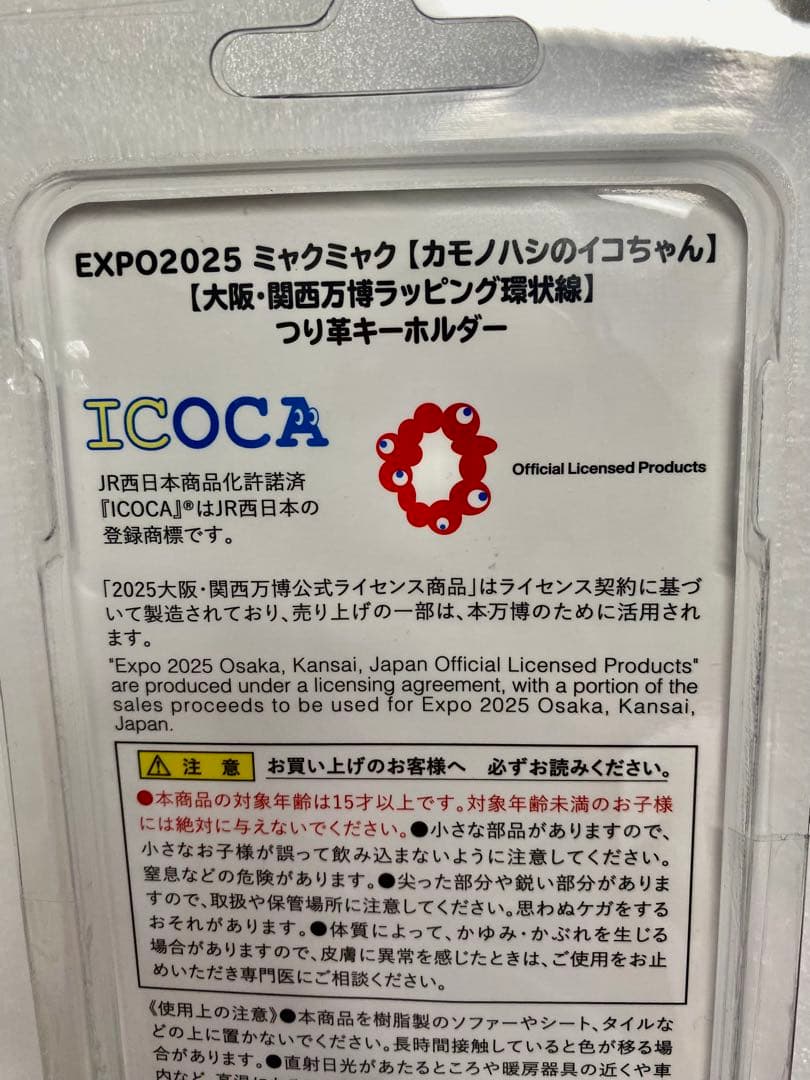 EXPO2025 ミャクミャク【カモノハシのイコちゃん】
【大阪・関西万博ラッピング環状線】
つり革キーホルダー
ICOCA
JR西日本商品化許諾済
『ICOCA』®はJR西日本の
登録商標です。
Official Licensed Products
「2025大阪・関西万博公式ライセンス商品」はライセンス契約に基づ
いて製造されており、売り上げの一部は、本万博のために活用され
ます。
"Expo 2025 Osaka, Kansai, Japan Official Licensed Products"
are produced under a licensing agreement, with a portion of the
sales proceeds to be used for Expo 2025 Osaka, Kansai,
Japan.
注 意 お買い上げのお客様へ 必ずお読みください。
●本商品の対象年齢は15才以上です。対象年齢未満のお子様
には絶対に与えないでください。●小さな部品がありますので、
小さなお子様が誤って飲み込まないように注意してください。
窒息などの危険があります。●尖った部分や鋭い部分がありま
すので、取扱や保管場所に注意してください。思わぬケガをする
おそれがあります。●体質によって、かゆみ・かぶれを生じる
場合がありますので、皮膚に異常を感じたときは、ご使用をお止
めいただき専門医にご相談ください。
《使用上の注意》●本商品を樹脂製のソファーやシート、タイルな
どの上に置かないでください。長時間接触していると色が移る場
合があります。●直射日光があたるところや暖房器具の近くや車
内など、高温に